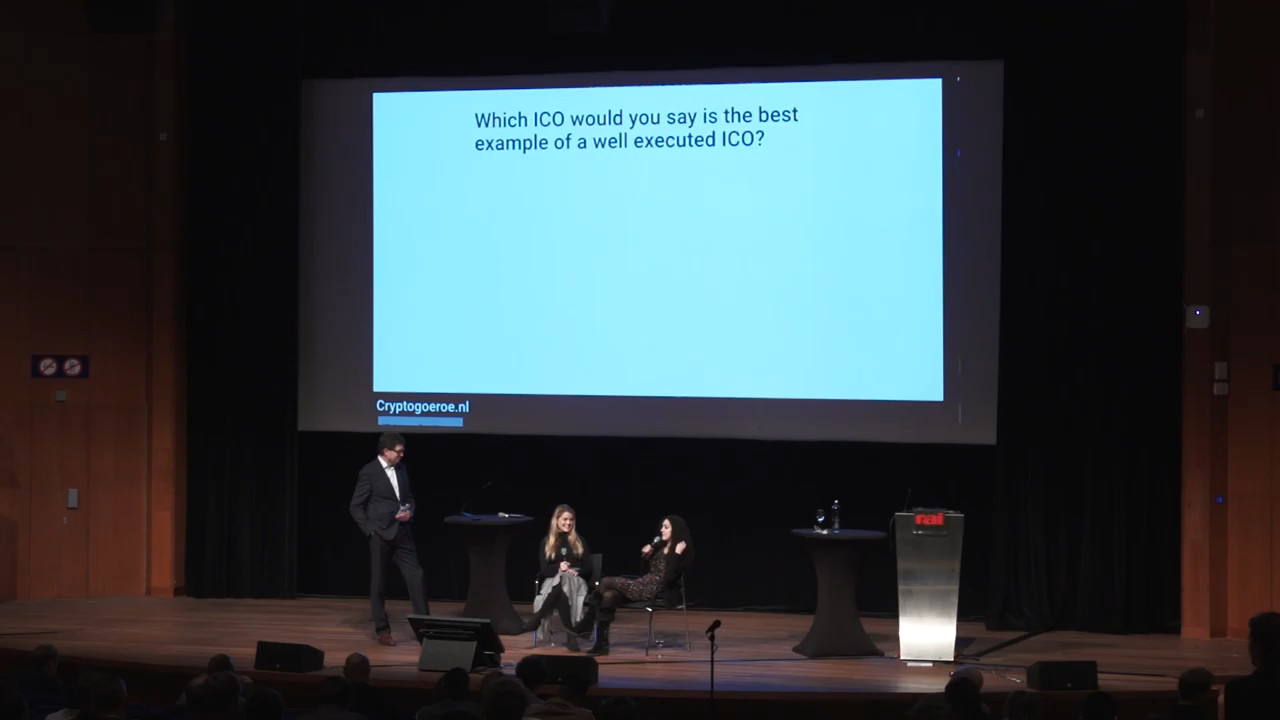 Which ICO would you say is the best
example of a well executed ICO?
Cryptogoeroe.nl
rai